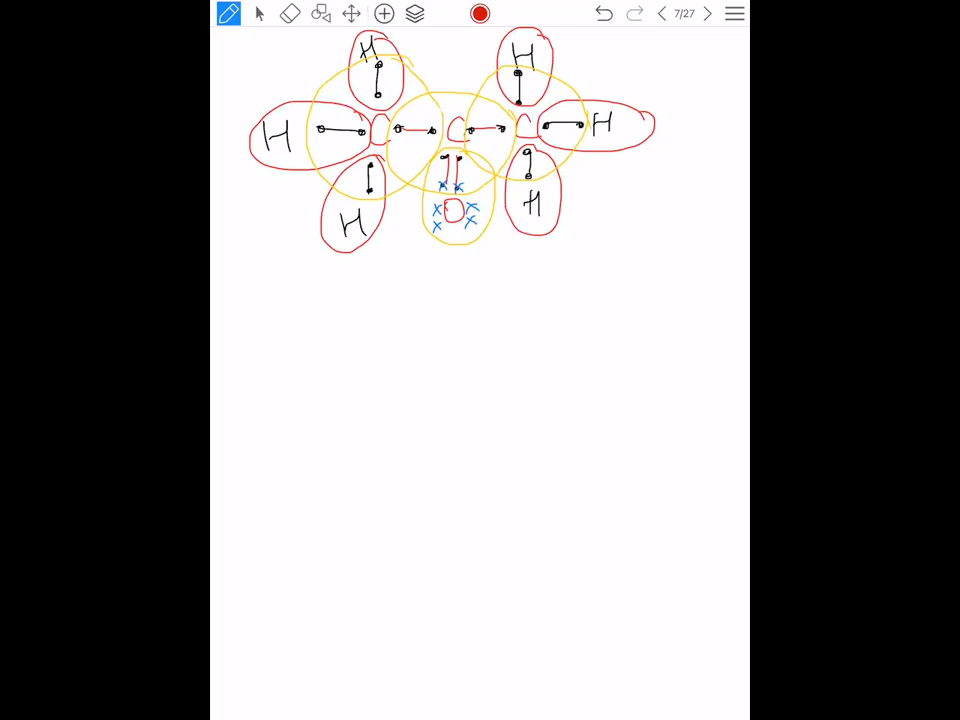 7/27
H H
H C C C H
H H
x x
x O x
x x